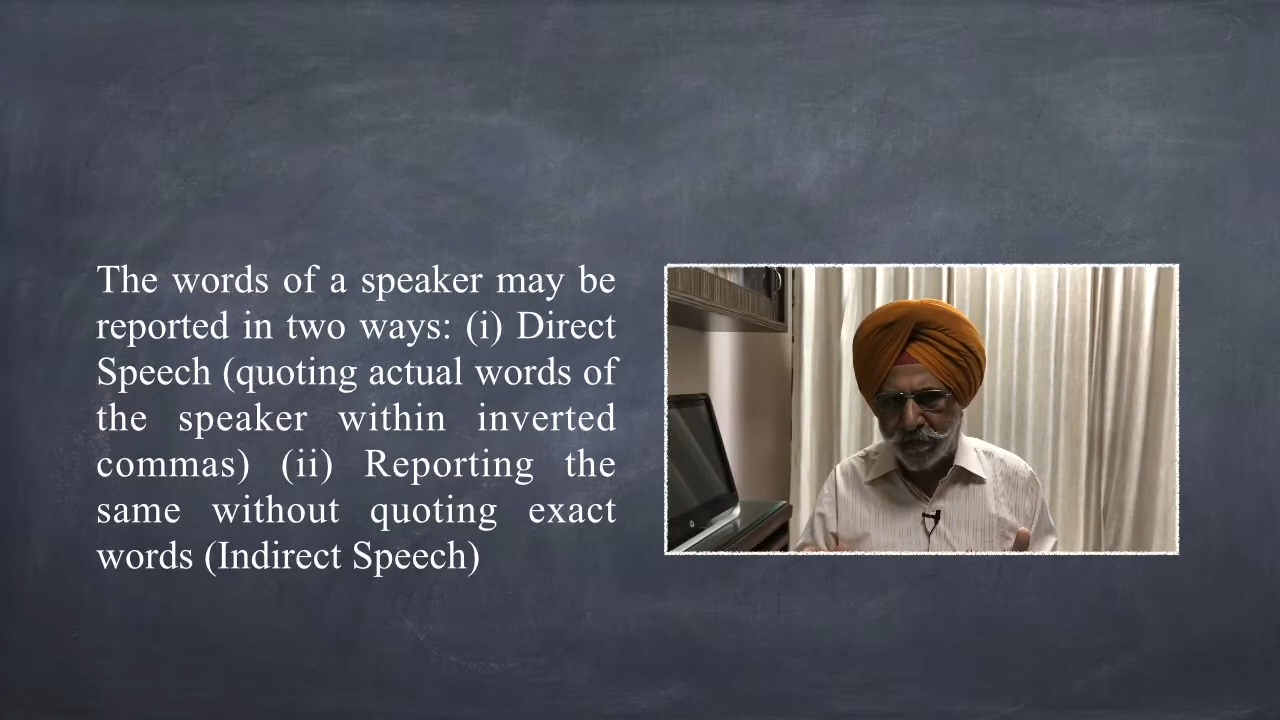 The words of a speaker may be
reported in two ways: (i) Direct
Speech (quoting actual words of
the speaker within inverted
commas) (ii) Reporting the
same without quoting exact
words (Indirect Speech)